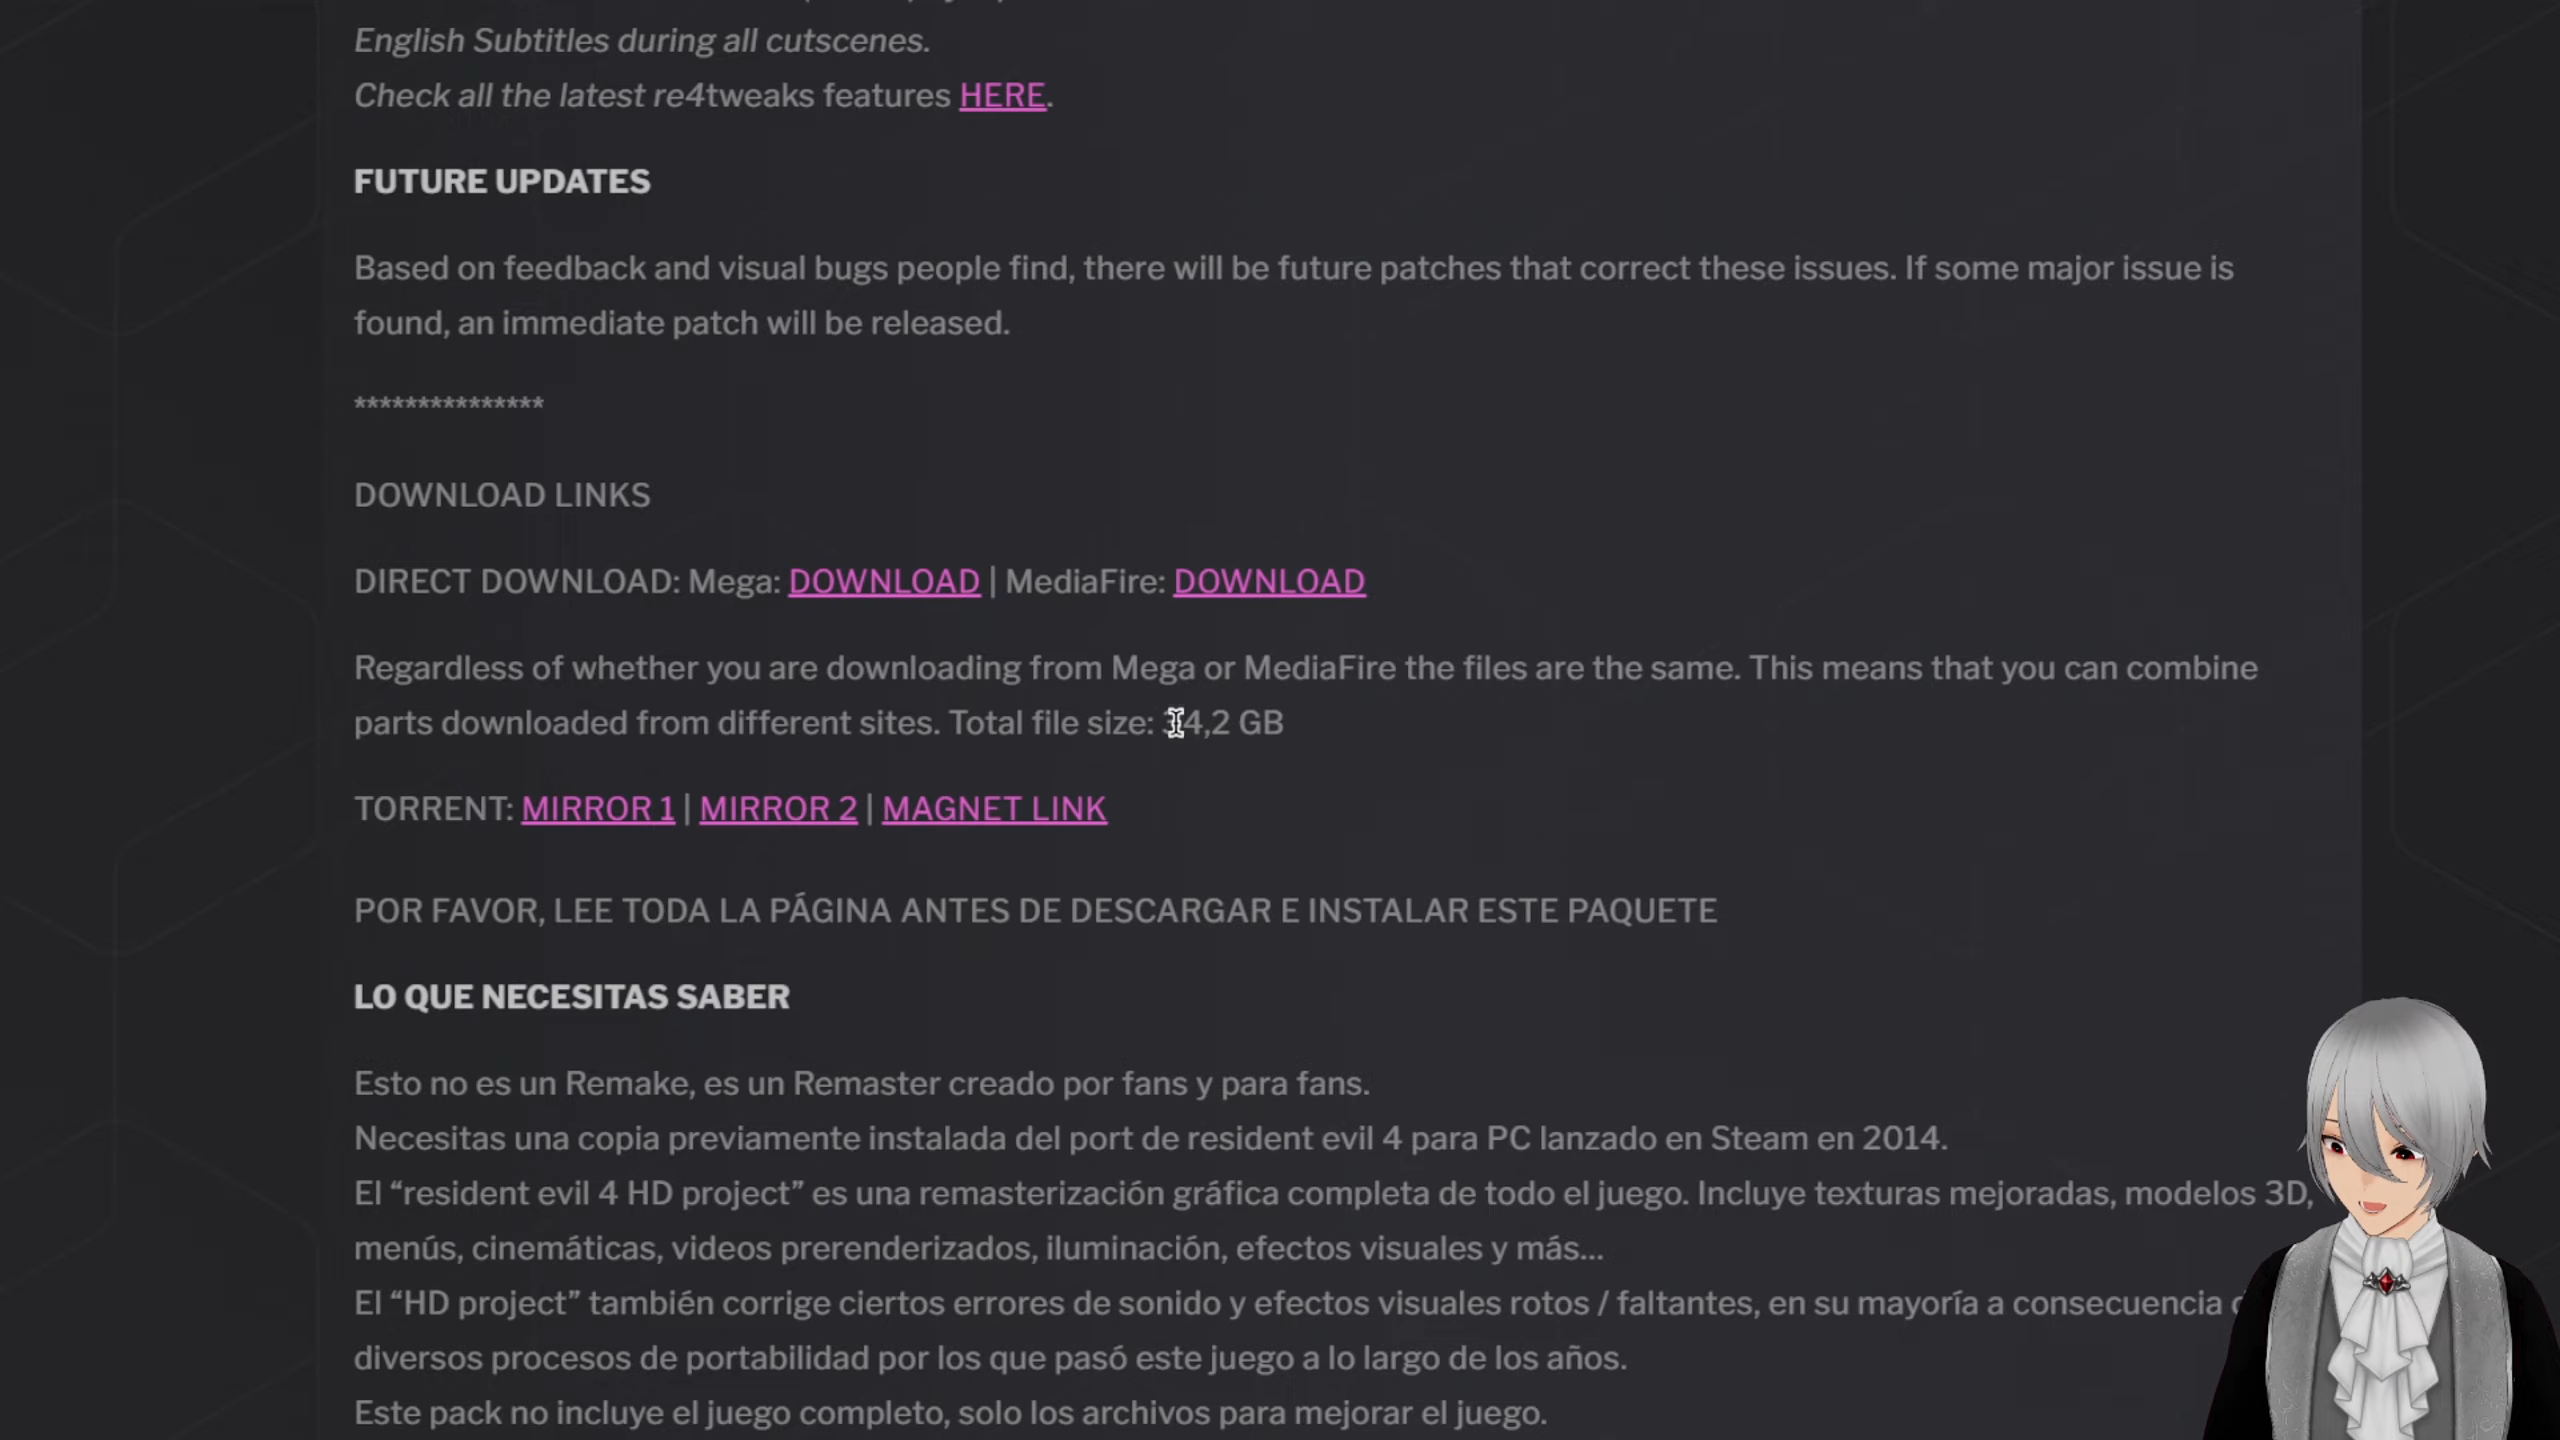 English Subtitles during all cutscenes.
Check all the latest re4tweaks features HERE.
FUTURE UPDATES
Based on feedback and visual bugs people find, there will be future patches that correct these issues. If some major issue is
found, an immediate patch will be released.
***************
DOWNLOAD LINKS
DIRECT DOWNLOAD: Mega: DOWNLOAD | MediaFire: DOWNLOAD
Regardless of whether you are downloading from Mega or MediaFire the files are the same. This means that you can combine
parts downloaded from different sites. Total file size: 34,2 GB
TORRENT: MIRROR 1 | MIRROR 2 | MAGNET LINK
POR FAVOR, LEE TODA LA PÁGINA ANTES DE DESCARGAR E INSTALAR ESTE PAQUETE
LO QUE NECESITAS SABER
Esto no es un Remake, es un Remaster creado por fans y para fans.
Necesitas una copia previamente instalada del port de resident evil 4 para PC lanzado en Steam en 2014.
El “resident evil 4 HD project” es una remasterización gráfica completa de todo el juego. Incluye texturas mejoradas, modelos 3D,
menús, cinemáticas, videos prerenderizados, iluminación, efectos visuales y más...
El “HD project” también corrige ciertos errores de sonido y efectos visuales rotos / faltantes, en su mayoría a consecuencia
diversos procesos de portabilidad por los que pasó este juego a lo largo de los años.
Este pack no incluye el juego completo, solo los archivos para mejorar el juego.